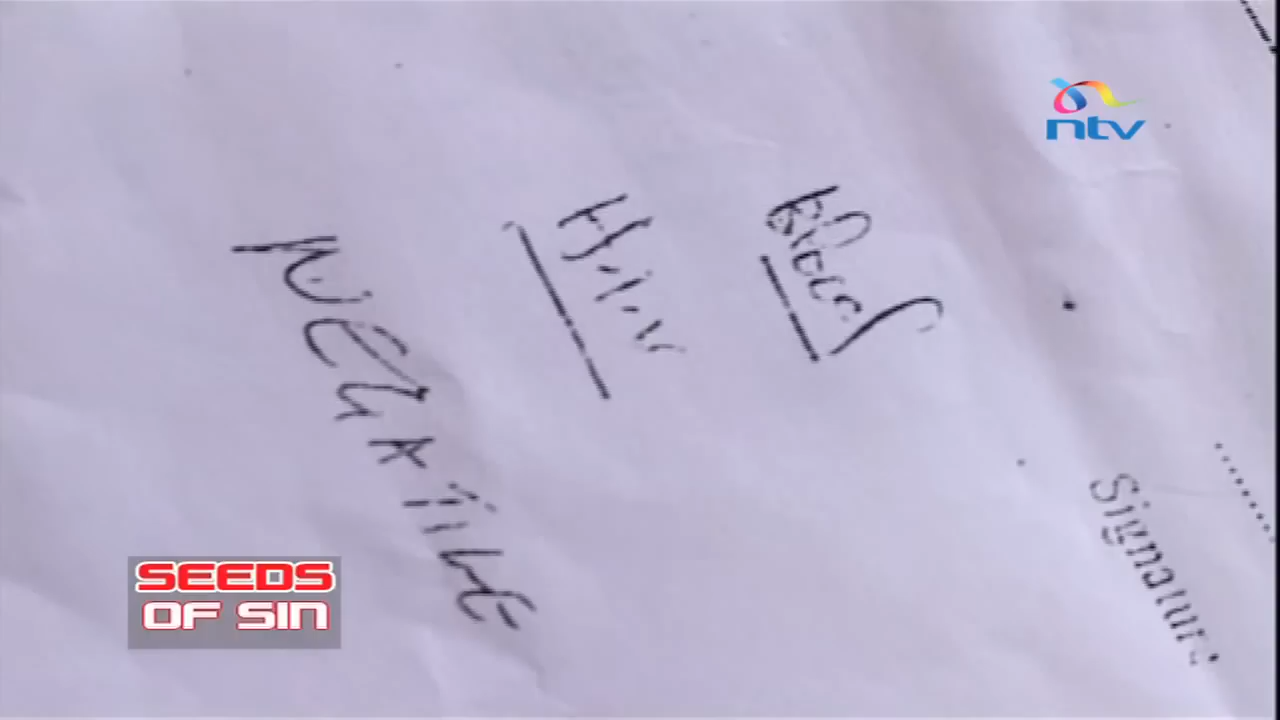 ntv
Blood
H.I.V
NEGATIVE
Signature
SEEDS
OF SIN